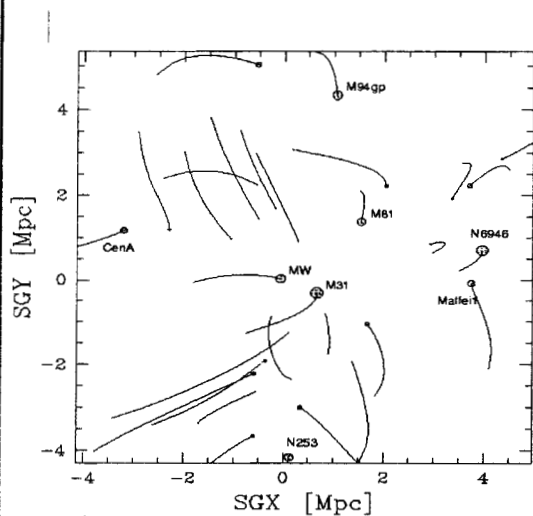 M94gp
M81
N6946
CenA
MW
M31
Maffei1
N253
SGY [Mpc]
4
2
0
−2
−4
−4
−2
0
2
4
SGX [Mpc]